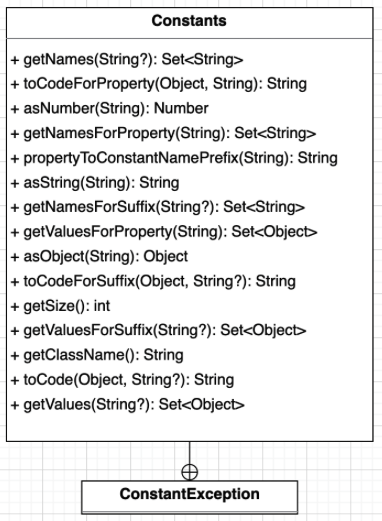 Constants
+ getNames(String?): Set<String>
+ toCodeForProperty(Object, String): String
+ asNumber(String): Number
+ getNamesForProperty(String): Set<String>
+ propertyToConstantNamePrefix(String): String
+ asString(String): String
+ getNamesForSuffix(String?): Set<String>
+ getValuesForProperty(String): Set<Object>
+ asObject(String): Object
+ toCodeForSuffix(Object, String?): String
+ getSize(): int
+ getValuesForSuffix(String?): Set<Object>
+ getClassName(): String
+ toCode(Object, String?): String
+ getValues(String?): Set<Object>
ConstantException